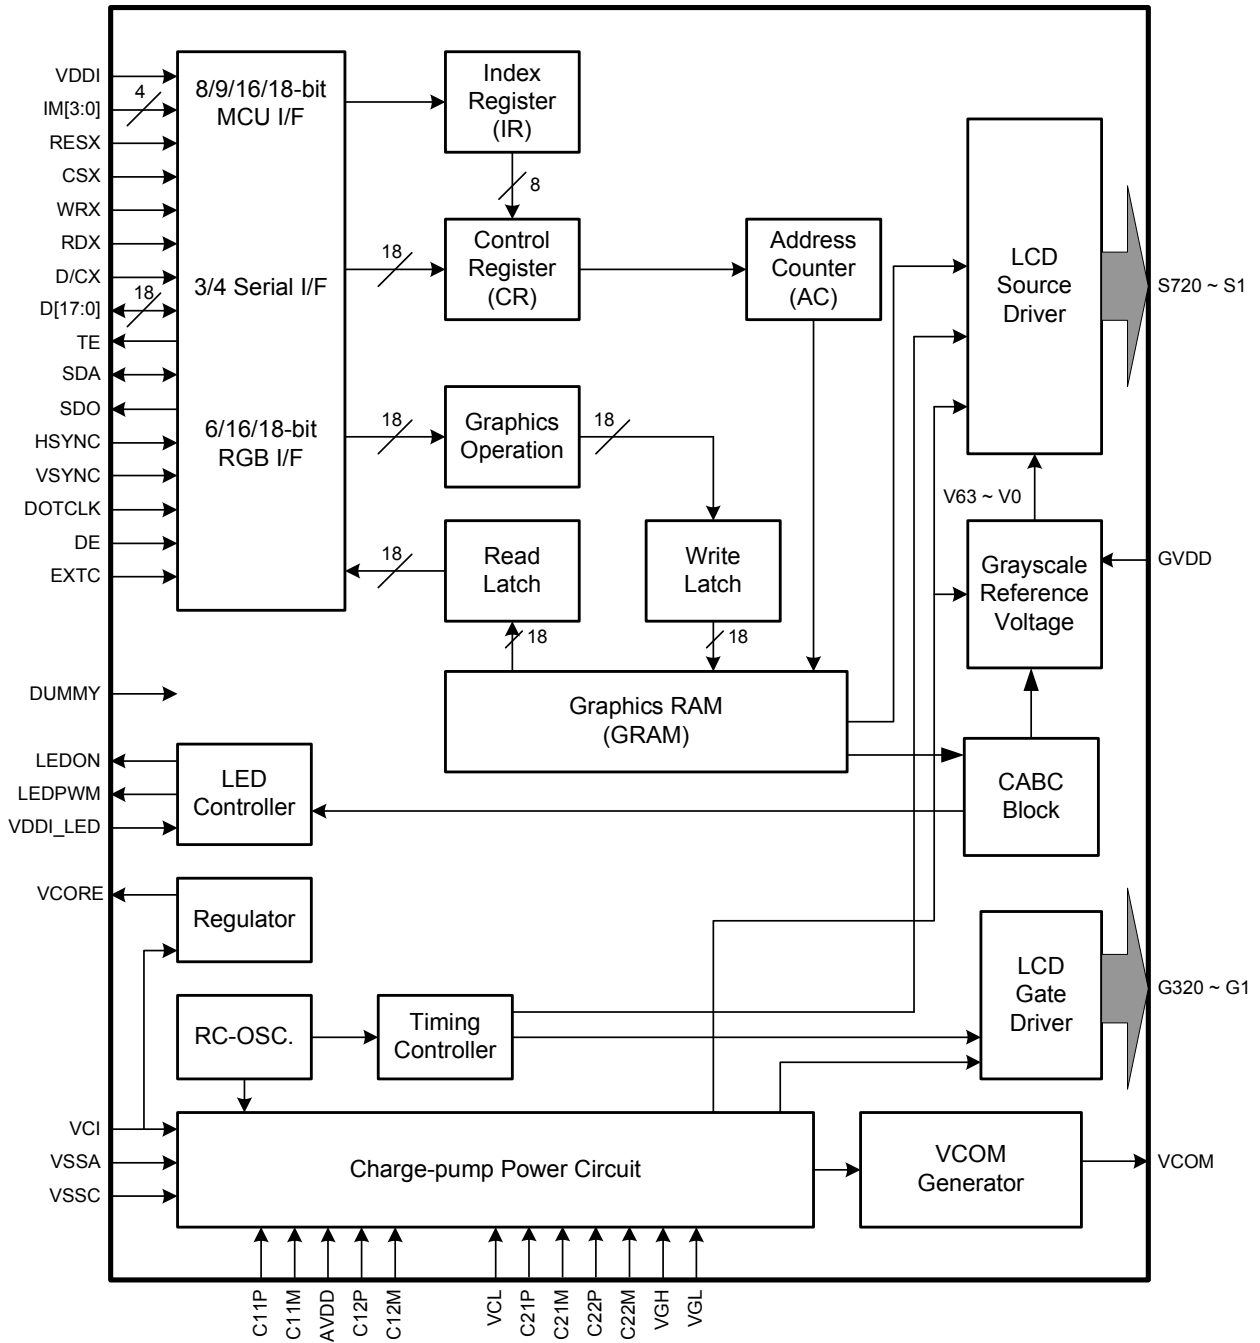 VDDI
IM[3:0]
4
RESX
CSX
WRX
RDX
D/CX
D[17:0]
18
TE
SDA
SDO
HSYNC
VSYNC
DOTCLK
DE
EXTC
DUMMY
LEDON
LEDPWM
VDDI_LED
VCORE
VCI
VSSA
VSSC
8/9/16/18-bit
MCU I/F
3/4 Serial I/F
6/16/18-bit
RGB I/F
Index
Register
(IR)
8
18
Control
Register
(CR)
Address
Counter
(AC)
18
Graphics
Operation
18
18
Read
Latch
Write
Latch
18
18
Graphics RAM
(GRAM)
LCD
Source
Driver
S720 ~ S1
V63 ~ V0
Grayscale
Reference
Voltage
GVDD
CABC
Block
LED
Controller
Regulator
LCD
Gate
Driver
G320 ~ G1
RC-OSC.
Timing
Controller
Charge-pump Power Circuit
VCOM
Generator
VCOM
C11P
C11M
AVDD
C12P
C12M
VCL
C21P
C21M
C22P
C22M
VGH
VGL